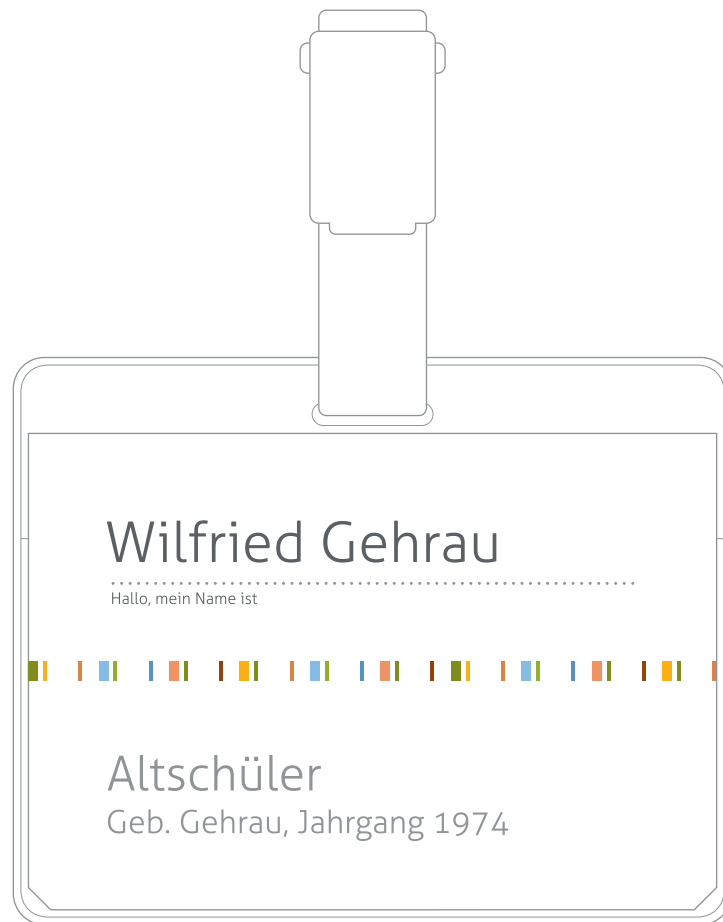 Wilfried Gehrau
Hallo, mein Name ist
Altschüler
Geb. Gehrau, Jahrgang 1974